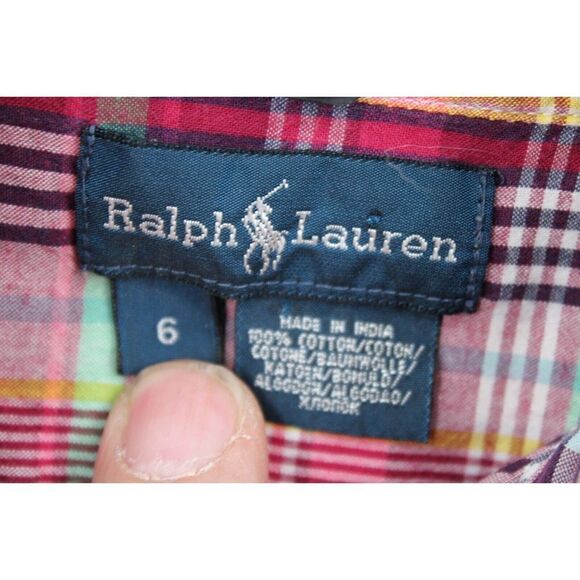 Ralph Lauren
6
MADE IN INDIA
100% COTTON/COTON/
COTONE/BAUMWOLLE/
KATOEN/BOMULD/
ALGODON/ALGODAO/
ХЛОПОК